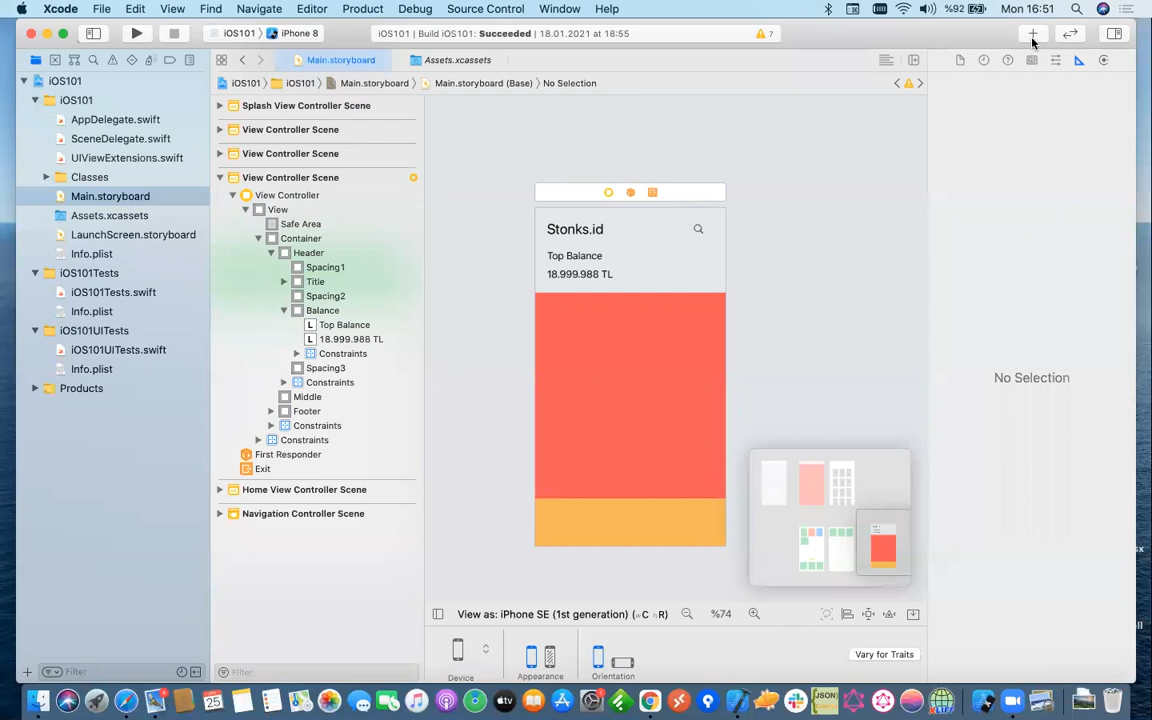 Xcode File Edit View Find Navigate Editor Product Debug Source Control Window Help %92 Mon 16:51
iOS101 iPhone 8 iOS101 | Build iOS101: Succeeded | 18.01.2021 at 18:55 7
Main.storyboard Assets.xcassets
iOS101 iOS101 Main.storyboard Main.storyboard (Base) No Selection
iOS101
iOS101
AppDelegate.swift
SceneDelegate.swift
UIViewExtensions.swift
Classes
Main.storyboard
Assets.xcassets
LaunchScreen.storyboard
Info.plist
iOS101Tests
iOS101Tests.swift
Info.plist
iOS101UITests
iOS101UITests.swift
Info.plist
Products
Filter
Splash View Controller Scene
View Controller Scene
View Controller Scene
View Controller Scene
View Controller
View
Safe Area
Container
Header
Spacing1
Title
Spacing2
Balance
L Top Balance
L 18.999.988 TL
Constraints
Spacing3
Constraints
Middle
Footer
Constraints
Constraints
First Responder
Exit
Home View Controller Scene
Navigation Controller Scene
Filter
Stonks.id
Top Balance
18.999.988 TL
View as: iPhone SE (1st generation) (wC hR) %74
Device Appearance Orientation
Vary for Traits
No Selection